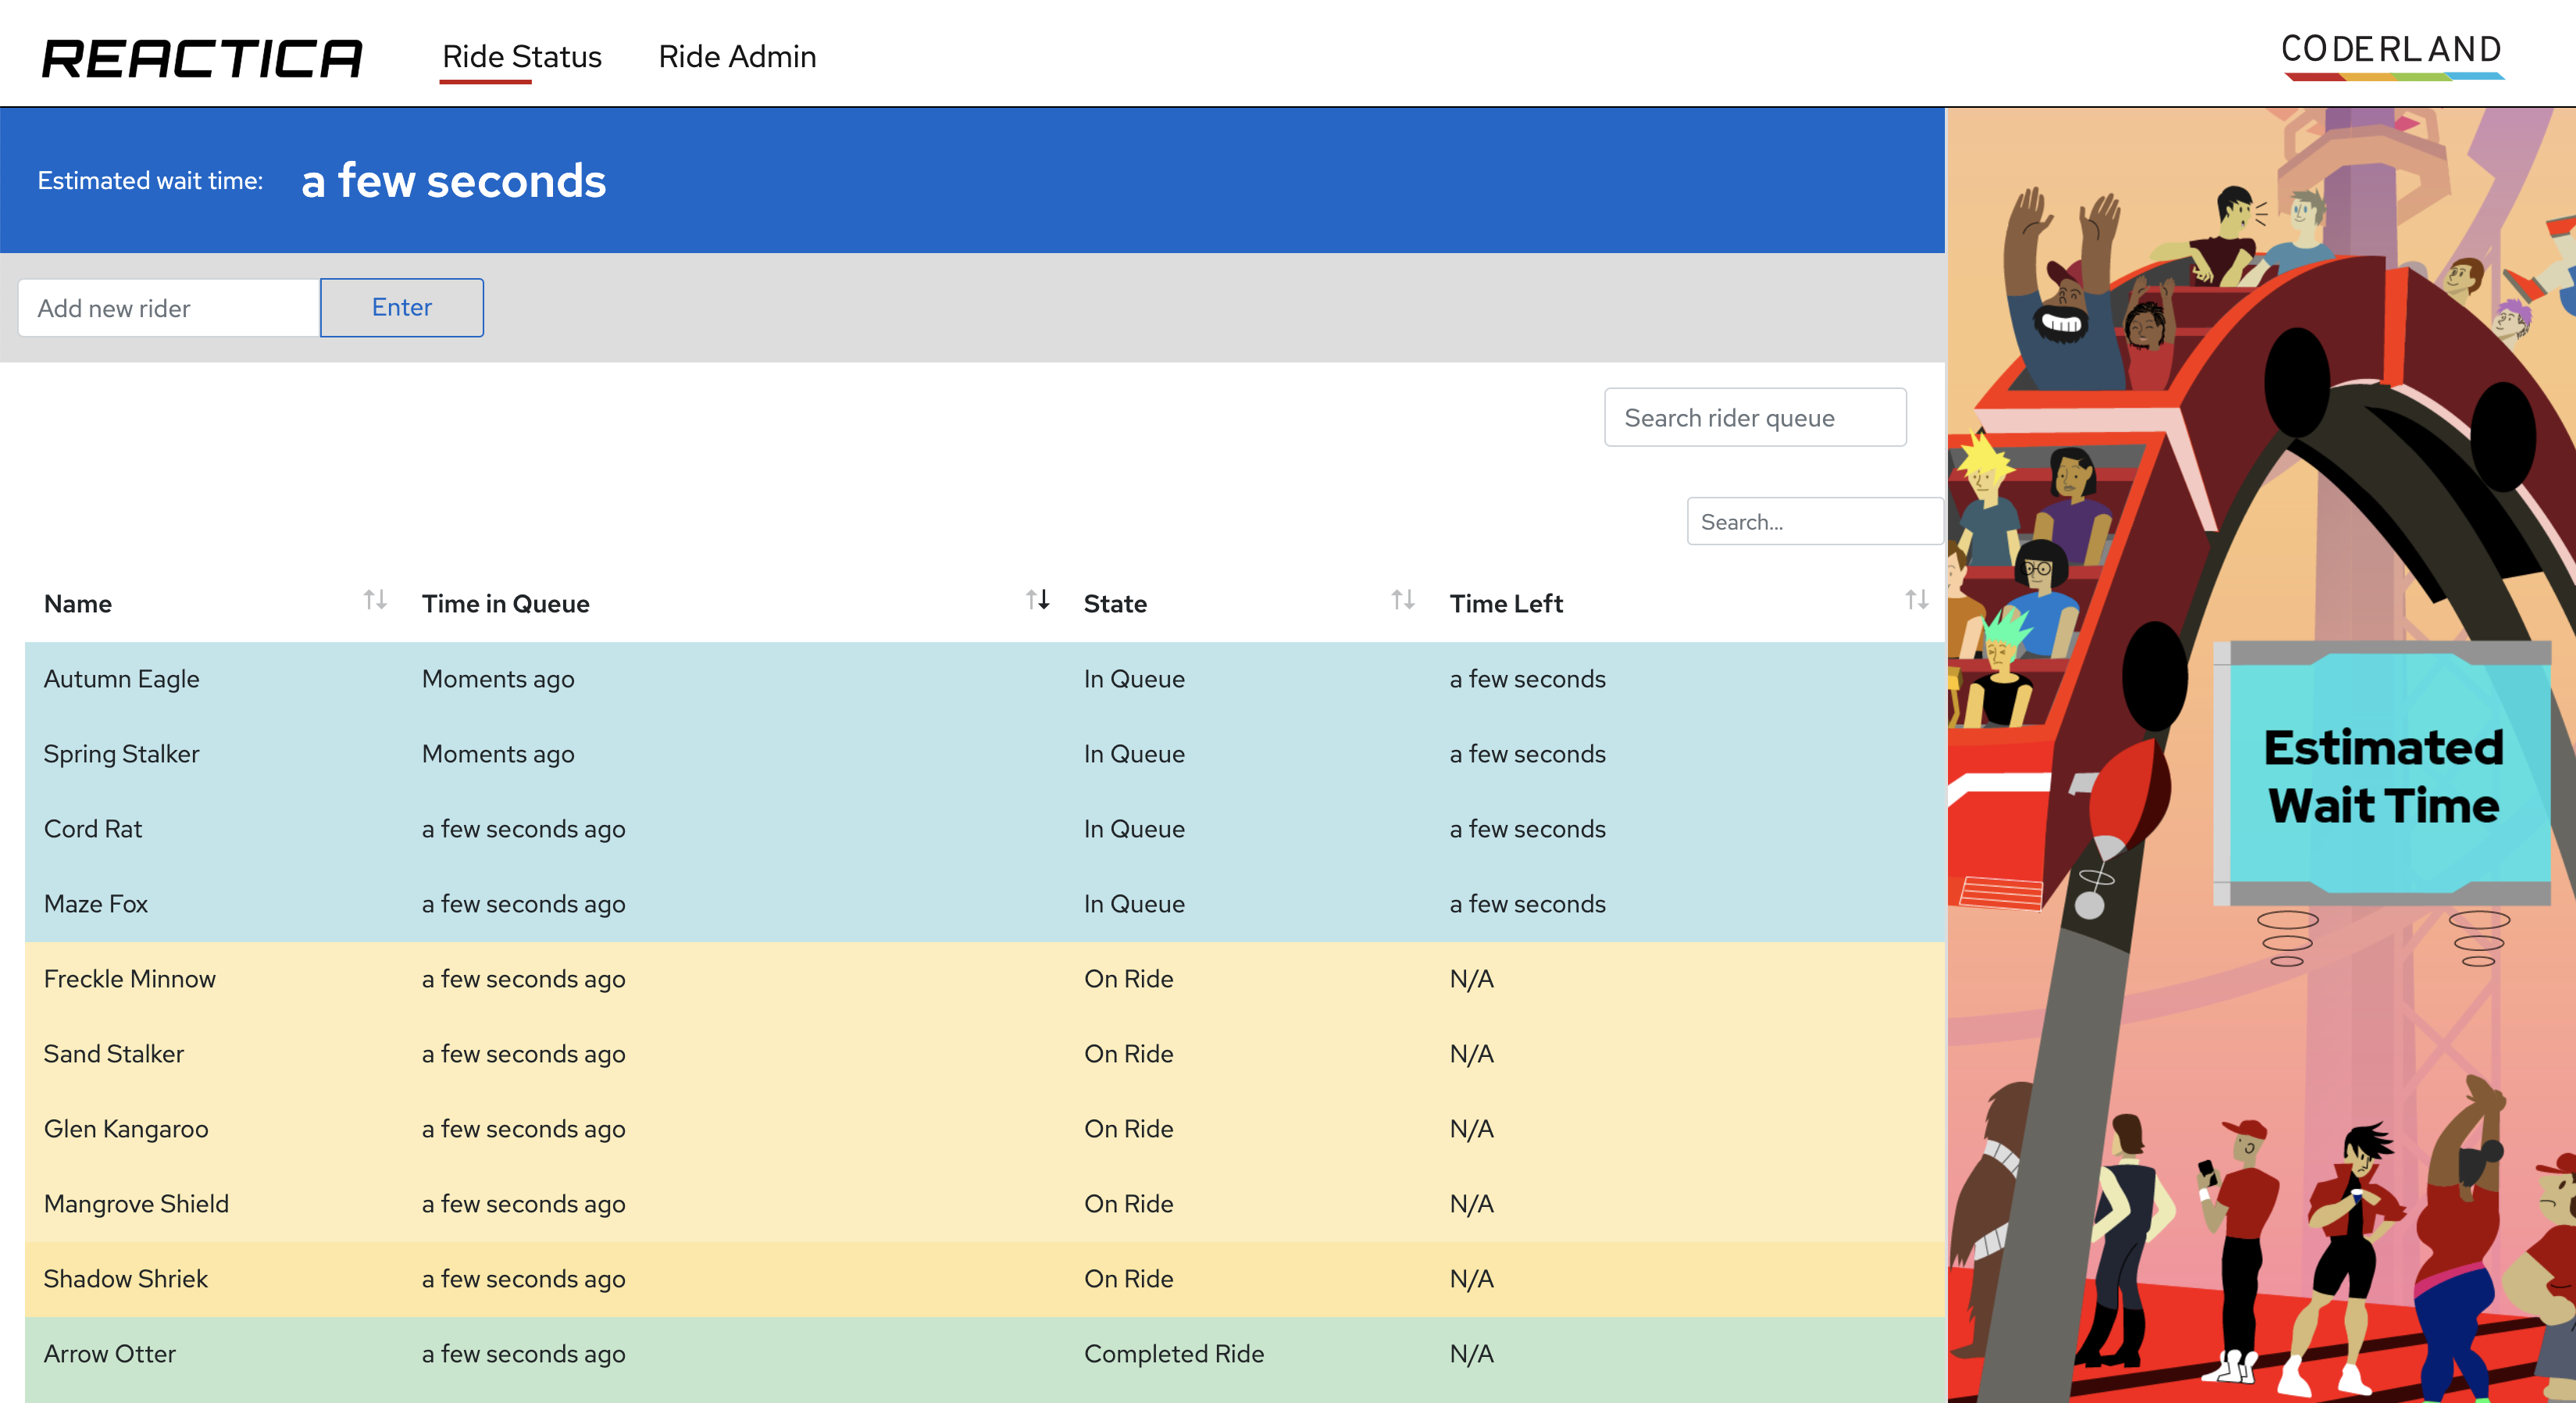 REACTICA Ride Status Ride Admin CODERLAND
Estimated wait time: a few seconds
Add new rider Enter
Search rider queue
Search...
Name Time in Queue State Time Left
Autumn Eagle Moments ago In Queue a few seconds
Spring Stalker Moments ago In Queue a few seconds
Cord Rat a few seconds ago In Queue a few seconds
Maze Fox a few seconds ago In Queue a few seconds
Freckle Minnow a few seconds ago On Ride N/A
Sand Stalker a few seconds ago On Ride N/A
Glen Kangaroo a few seconds ago On Ride N/A
Mangrove Shield a few seconds ago On Ride N/A
Shadow Shriek a few seconds ago On Ride N/A
Arrow Otter a few seconds ago Completed Ride N/A
Estimated
Wait Time